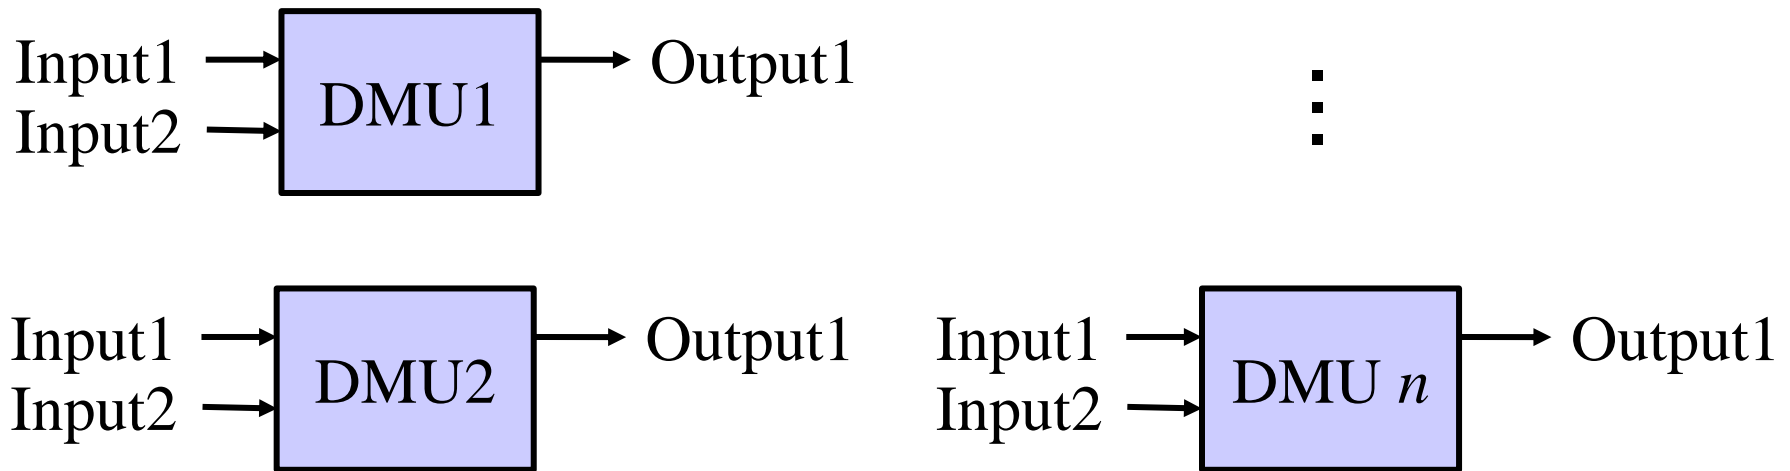 Input1
Input2
DMU1
Output1
Input1
Input2
DMU2
Output1
Input1
Input2
DMU n
Output1